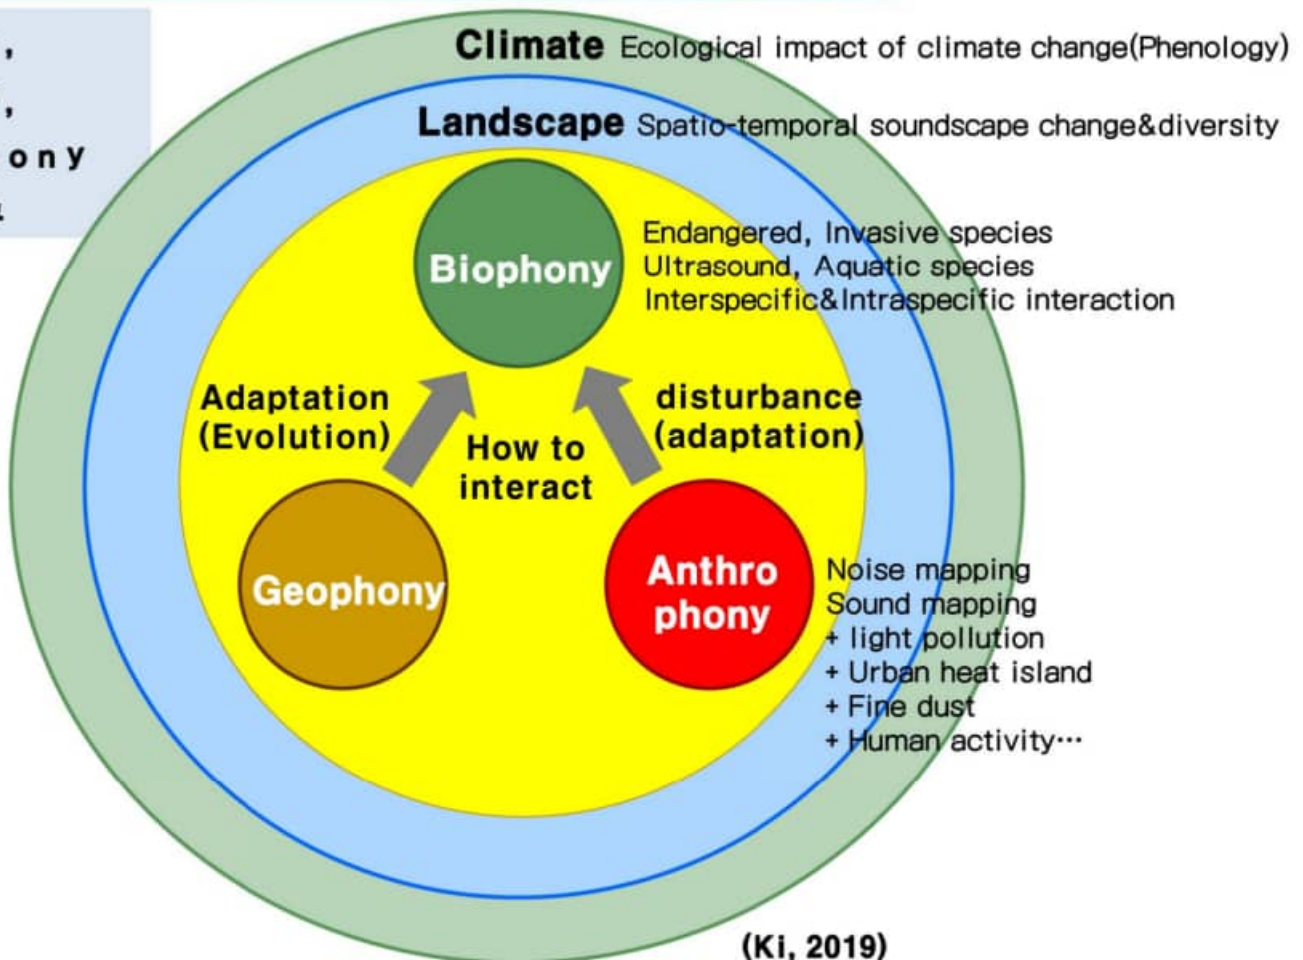 Climate Ecological impact of climate change(Phenology)
Landscape Spatio-temporal soundscape change&diversity
,
,
ony
Biophony
Endangered, Invasive species
Ultrasound, Aquatic species
Interspecific&Intraspecific interaction
Adaptation
(Evolution)
How to
interact
disturbance
(adaptation)
Geophony
Anthro
phony
Noise mapping
Sound mapping
+ light pollution
+ Urban heat island
+ Fine dust
+ Human activity…
(Ki, 2019)